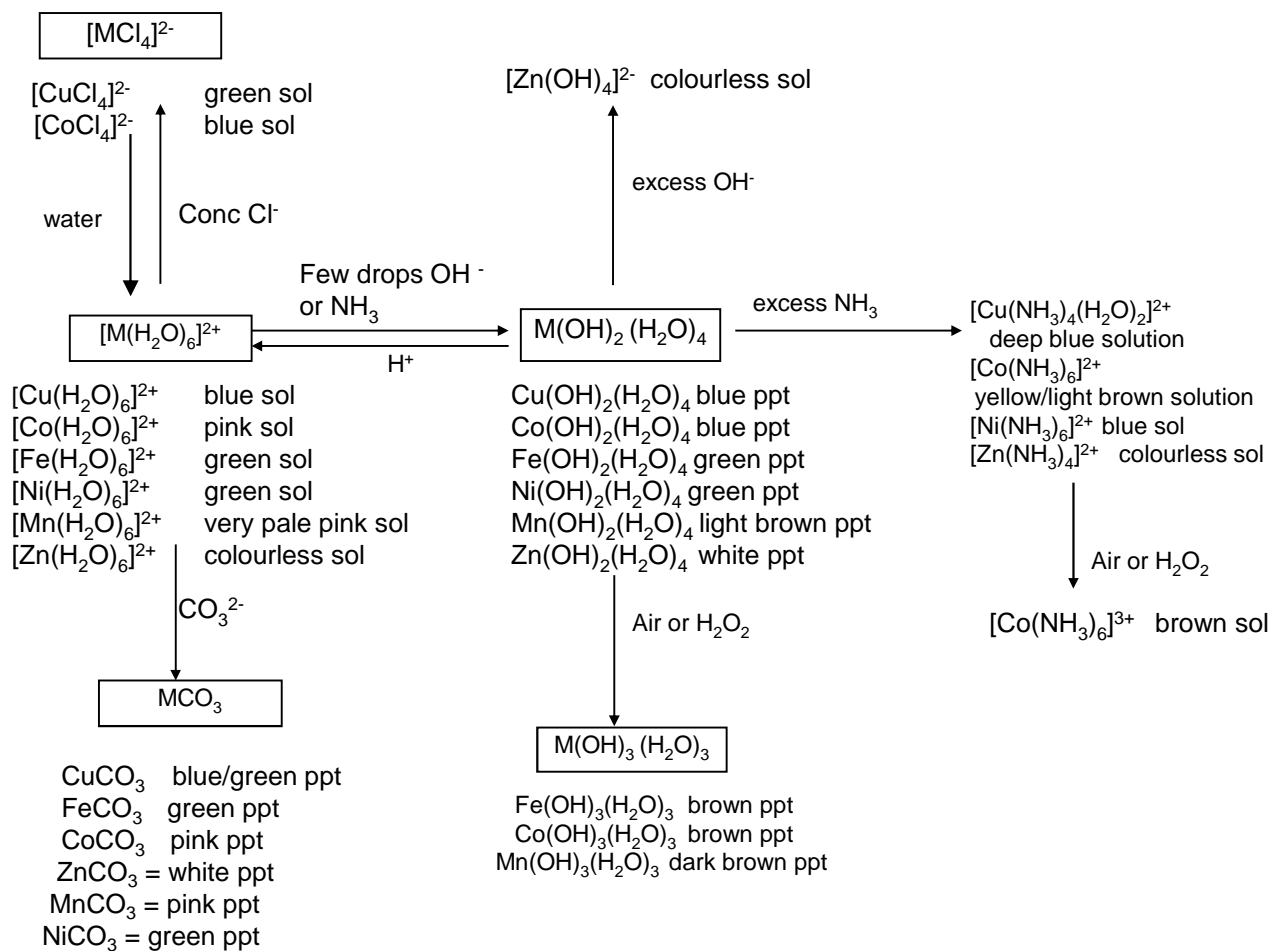 [MCl₄]²⁻
[CuCl₄]²⁻ green sol
[CoCl₄]²⁻ blue sol
water
Conc Cl⁻
[M(H₂O)₆]²⁺
[Cu(H₂O)₆]²⁺ blue sol
[Co(H₂O)₆]²⁺ pink sol
[Fe(H₂O)₆]²⁺ green sol
[Ni(H₂O)₆]²⁺ green sol
[Mn(H₂O)₆]²⁺ very pale pink sol
[Zn(H₂O)₆]²⁺ colourless sol
CO₃²⁻
MCO₃
CuCO₃ blue/green ppt
FeCO₃ green ppt
CoCO₃ pink ppt
ZnCO₃ = white ppt
MnCO₃ = pink ppt
NiCO₃ = green ppt
Few drops OH ⁻
or NH₃
H⁺
[Zn(OH)₄]²⁻ colourless sol
excess OH⁻
M(OH)₂ (H₂O)₄
Cu(OH)₂(H₂O)₄ blue ppt
Co(OH)₂(H₂O)₄ blue ppt
Fe(OH)₂(H₂O)₄ green ppt
Ni(OH)₂(H₂O)₄ green ppt
Mn(OH)₂(H₂O)₄ light brown ppt
Zn(OH)₂(H₂O)₄ white ppt
Air or H₂O₂
M(OH)₃ (H₂O)₃
Fe(OH)₃(H₂O)₃ brown ppt
Co(OH)₃(H₂O)₃ brown ppt
Mn(OH)₃(H₂O)₃ dark brown ppt
excess NH₃
[Cu(NH₃)₄(H₂O)₂]²⁺
deep blue solution
[Co(NH₃)₆]²⁺
yellow/light brown solution
[Ni(NH₃)₆]²⁺ blue sol
[Zn(NH₃)₄]²⁺ colourless sol
Air or H₂O₂
[Co(NH₃)₆]³⁺ brown sol